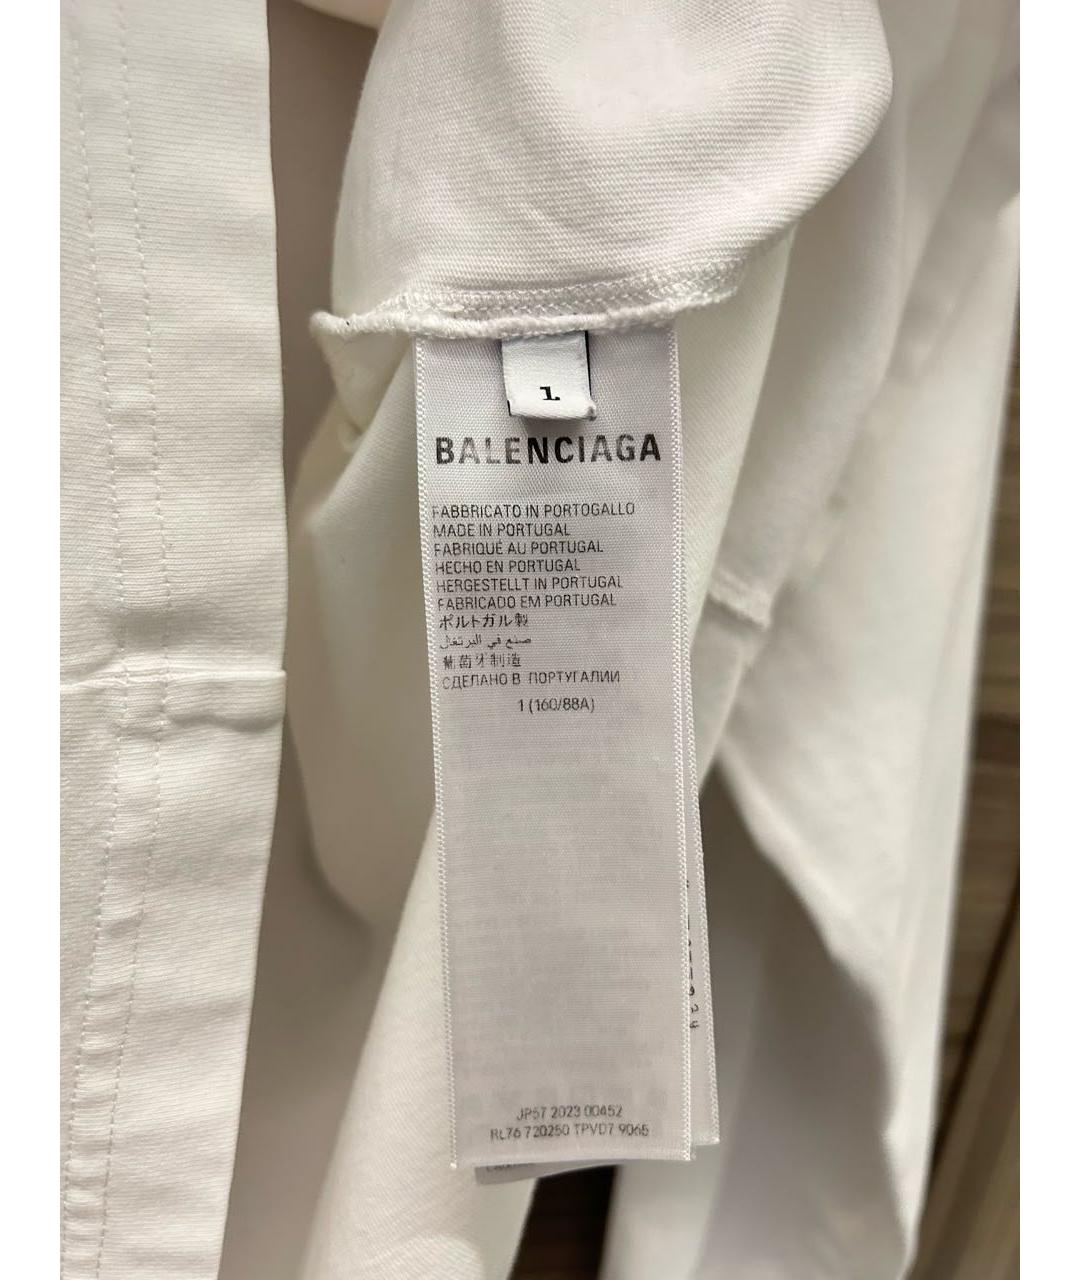 1
BALENCIAGA
FABBRICATO IN PORTOGALLO
MADE IN PORTUGAL
FABRIQUÉ AU PORTUGAL
HECHO EN PORTUGAL
HERGESTELLT IN PORTUGAL
FABRICADO EM PORTUGAL
ポルトガル製
صنع في البرتغال
葡萄牙制造
СДЕЛАНО В ПОРТУГАЛИИ
1 (160/88A)
JP57 2023 00452
RL76 720250 TPVD7 9065